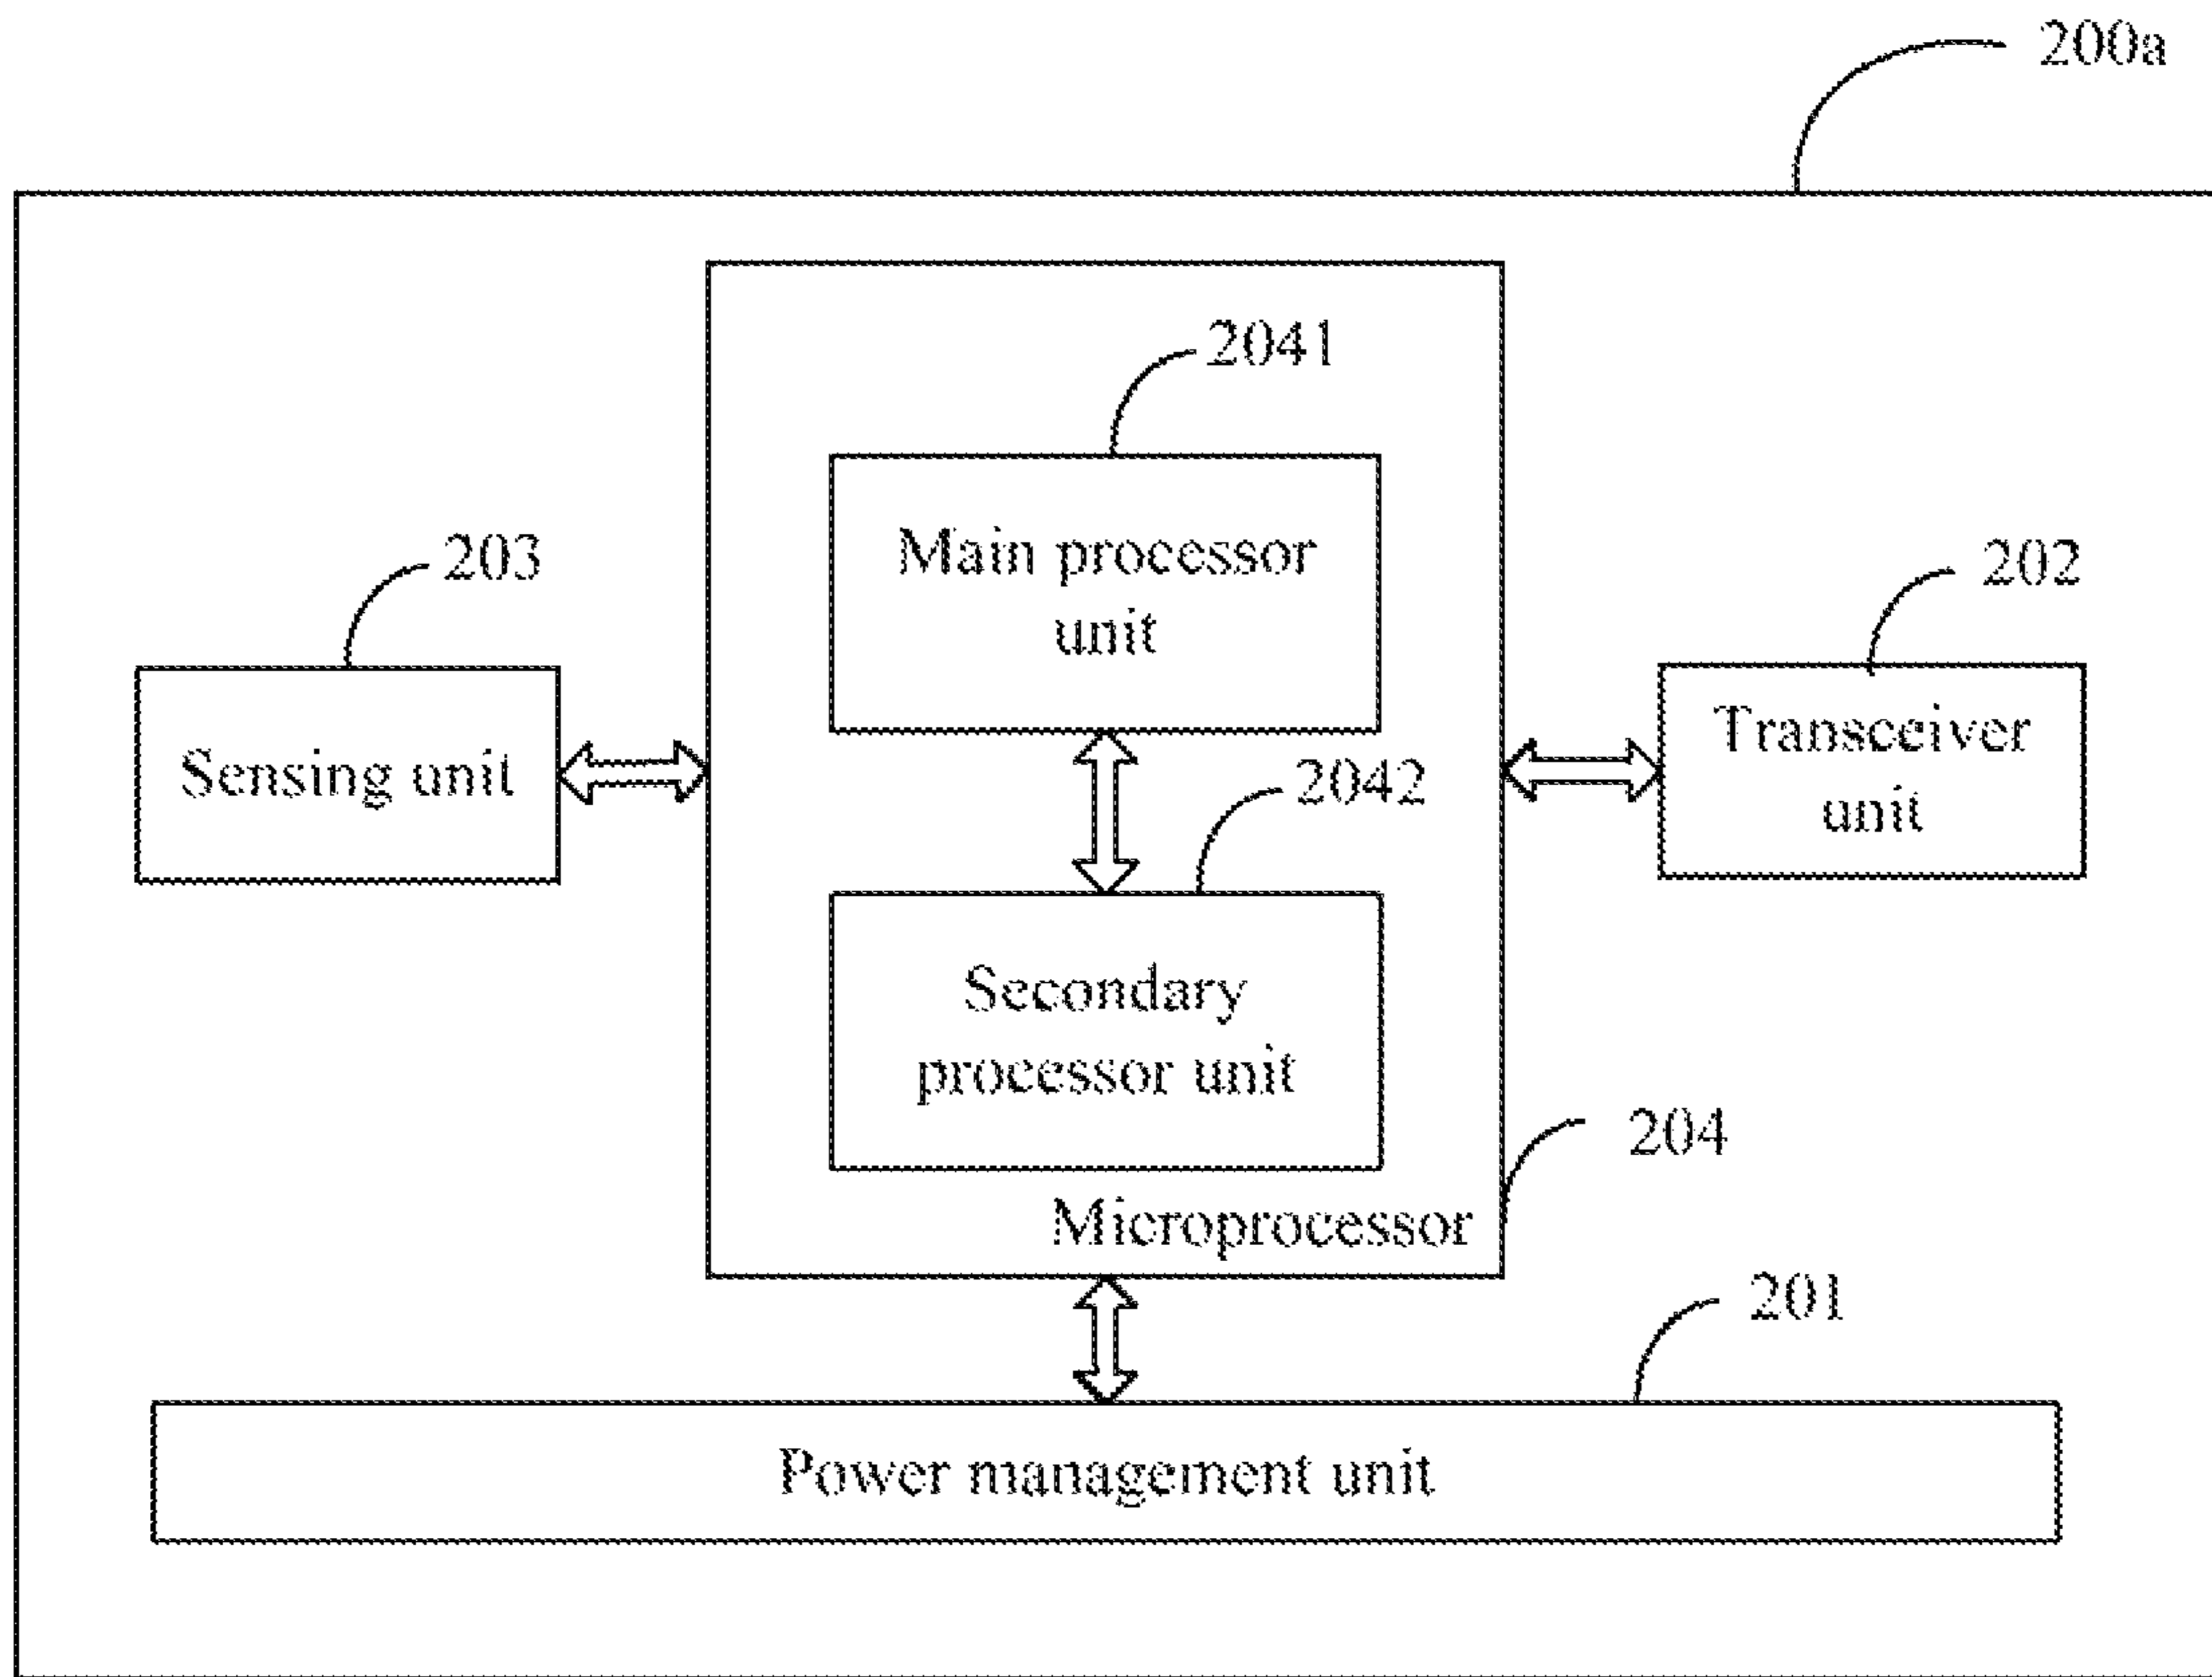 200a
2041
Main processor
unit
203
Sensing unit
202
Transceiver
unit
2042
Secondary
processor unit
204
Microprocessor
201
Power management unit